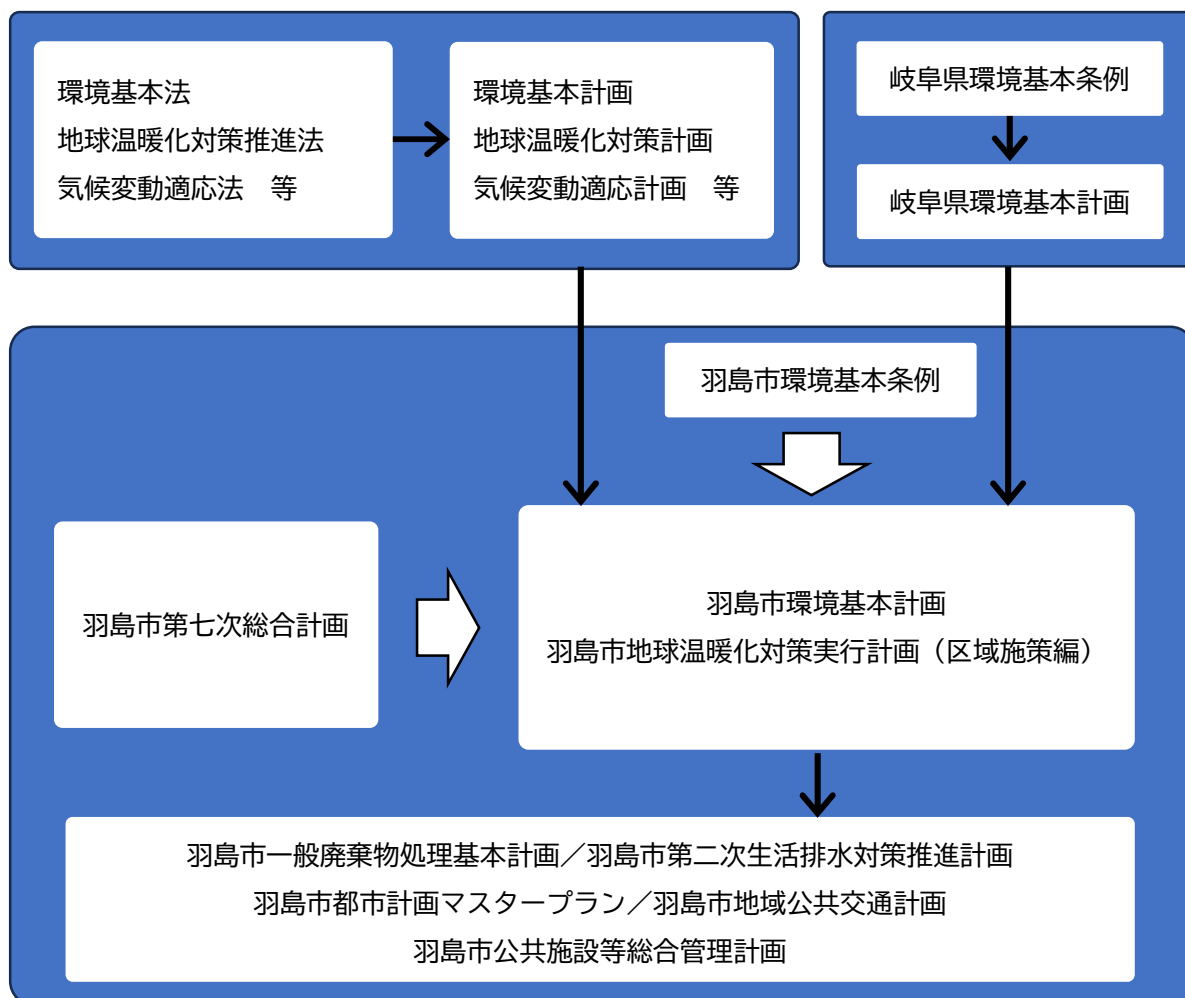 環境基本法
地球温暖化対策推進法
気候変動適応法　等
環境基本計画
地球温暖化対策計画
気候変動適応計画　等
岐阜県環境基本条例
岐阜県環境基本計画
羽島市環境基本条例
羽島市第七次総合計画
羽島市環境基本計画
羽島市地球温暖化対策実行計画（区域施策編）
羽島市一般廃棄物処理基本計画／羽島市第二次生活排水対策推進計画
羽島市都市計画マスタープラン／羽島市地域公共交通計画
羽島市公共施設等総合管理計画